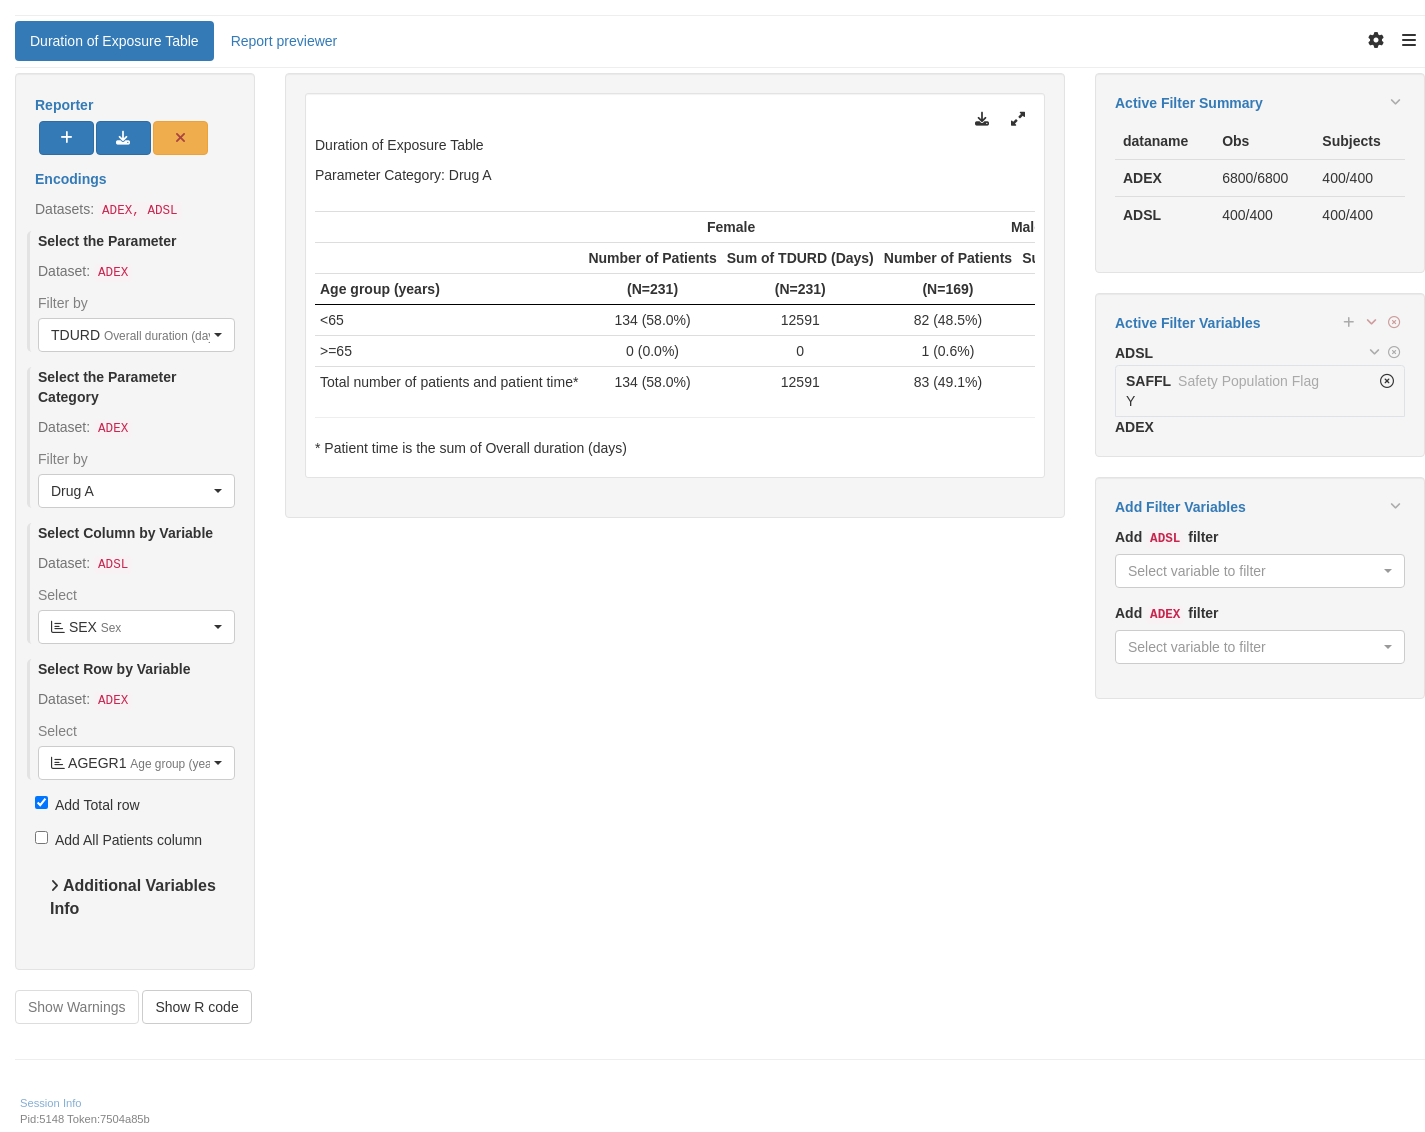 Duration of Exposure Table
Report previewer
Reporter
Encodings
Datasets: ADEX, ADSL
Select the Parameter
Dataset: ADEX
Filter by
TDURD Overall duration (day
Select the Parameter
Category
Dataset: ADEX
Filter by
Drug A
Select Column by Variable
Dataset: ADSL
Select
SEX Sex
Select Row by Variable
Dataset: ADEX
Select
AGEGR1 Age group (yea
Add Total row
Add All Patients column
Additional Variables
Info
Show Warnings
Show R code
Duration of Exposure Table
Parameter Category: Drug A
Female Mal
Number of Patients Sum of TDURD (Days) Number of Patients Su
Age group (years) (N=231) (N=231) (N=169)
<65 134 (58.0%) 12591 82 (48.5%)
>=65 0 (0.0%) 0 1 (0.6%)
Total number of patients and patient time* 134 (58.0%) 12591 83 (49.1%)
* Patient time is the sum of Overall duration (days)
Active Filter Summary
dataname Obs Subjects
ADEX 6800/6800 400/400
ADSL 400/400 400/400
Active Filter Variables
ADSL
SAFFL Safety Population Flag
Y
ADEX
Add Filter Variables
Add ADSL filter
Select variable to filter
Add ADEX filter
Select variable to filter
Session Info
Pid:5148 Token:7504a85b